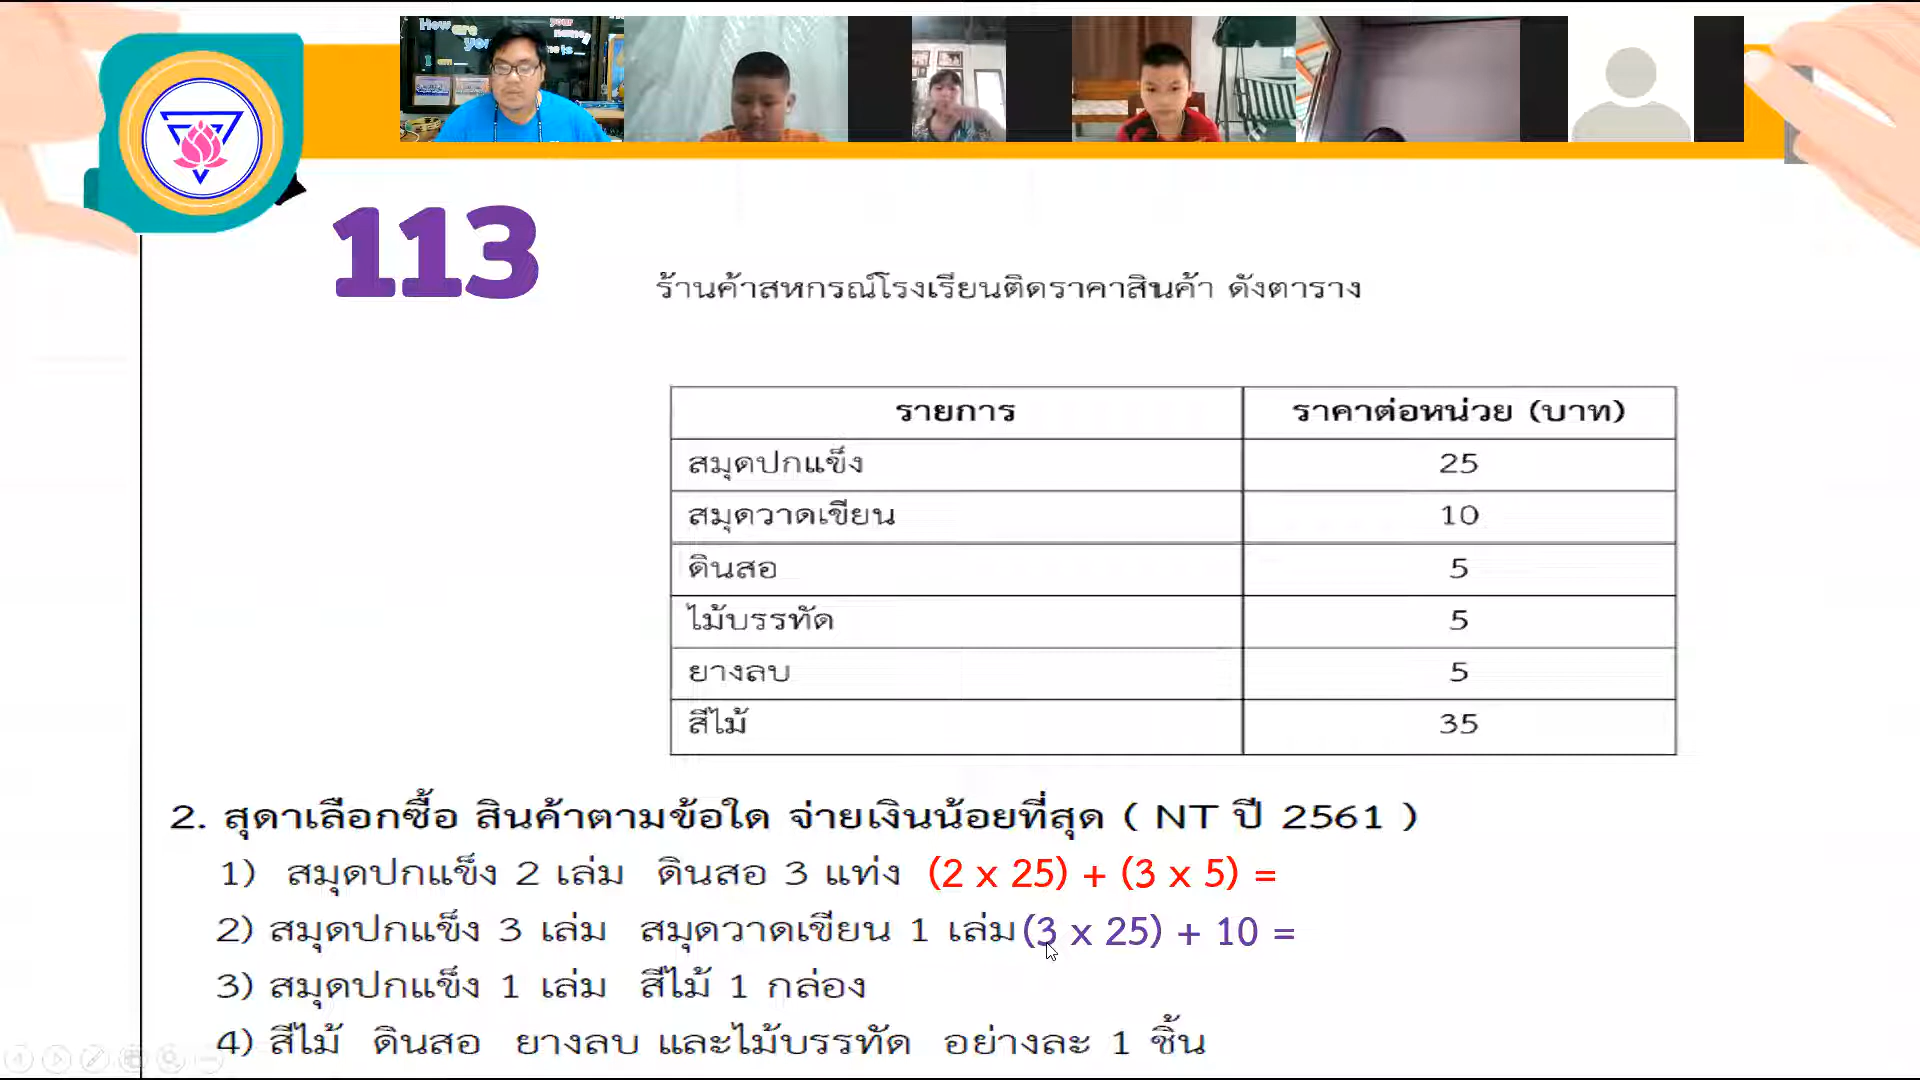 How are your name
you me is
I am
113
ร้านค้าสหกรณ์โรงเรียนติดราคาสินค้า ดังตาราง
รายการ ราคาต่อหน่วย (บาท)
สมุดปกแข็ง 25
สมุดวาดเขียน 10
ดินสอ 5
ไม้บรรทัด 5
ยางลบ 5
สีไม้ 35
2. สุดาเลือกซื้อ สินค้าตามข้อใด จ่ายเงินน้อยที่สุด ( NT ปี 2561 )
1) สมุดปกแข็ง 2 เล่ม ดินสอ 3 แท่ง (2 x 25) + (3 x 5) =
2) สมุดปกแข็ง 3 เล่ม สมุดวาดเขียน 1 เล่ม (3 x 25) + 10 =
3) สมุดปกแข็ง 1 เล่ม สีไม้ 1 กล่อง
4) สีไม้ ดินสอ ยางลบ และไม้บรรทัด อย่างละ 1 ชิ้น